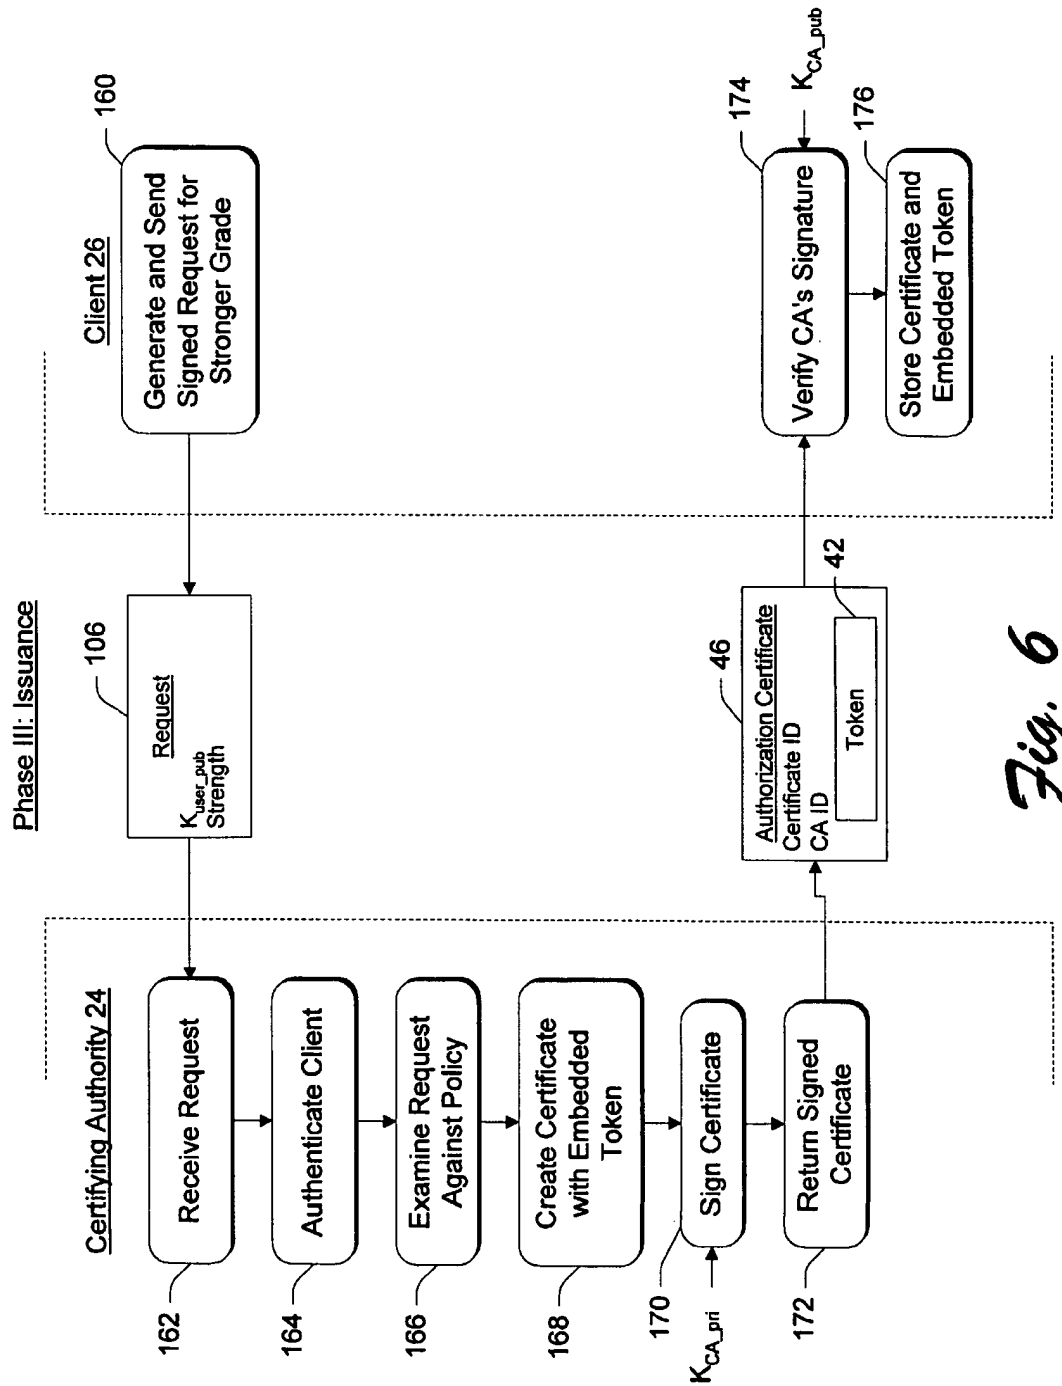 Phase III: Issuance
Certifying Authority 24
Client 26
162
Receive Request
164
Authenticate Client
166
Examine Request
Against Policy
168
Create Certificate
with Embedded
Token
170
Sign Certificate
K_CA_pri
172
Return Signed
Certificate
106
Request
K_user_pub
Strength
46
Authorization Certificate
Certificate ID
CA ID
Token
42
160
Generate and Send
Signed Request for
Stronger Grade
174
Verify CA's Signature
K_CA_pub
176
Store Certificate and
Embedded Token
Fig. 6